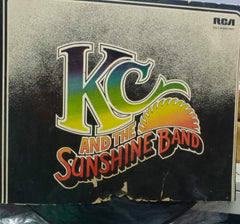 RCA
KC
AND THE
SUNSHINE BAND